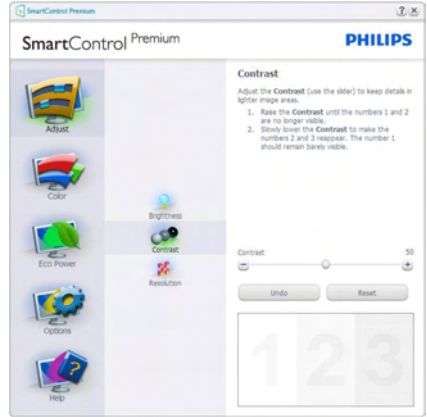 SmartControl Premium
SmartControl Premium
PHILIPS
Adjust
Color
Eco Power
Options
Help
Brightness
Contrast
Resolution
Contrast
Adjust the Contrast (use the slider) to keep details in
lighter image areas.
1. Raise the Contrast until the numbers 1 and 2
are no longer visible.
2. Slowly lower the Contrast to make the
numbers 2 and 3 reappear. The number 1
should remain barely visible.
Contrast 50
Undo Reset
1 2 3